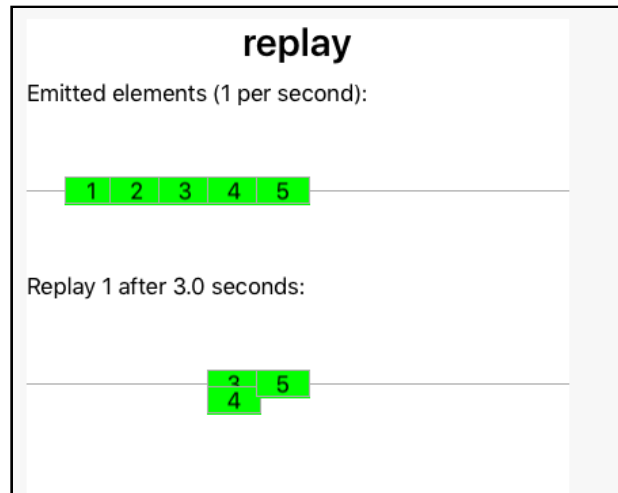 replay
Emitted elements (1 per second):
1 2 3 4 5
Replay 1 after 3.0 seconds:
3 5
4